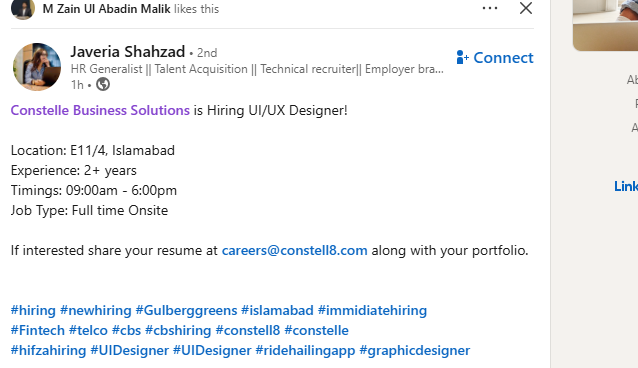 M Zain Ul Abadin Malik likes this
Javeria Shahzad • 2nd
HR Generalist || Talent Acquisition || Technical recruiter|| Employer bra...
1h •
Connect
Constelle Business Solutions is Hiring UI/UX Designer!
Location: E11/4, Islamabad
Experience: 2+ years
Timings: 09:00am - 6:00pm
Job Type: Full time Onsite
If interested share your resume at careers@constell8.com along with your portfolio.
#hiring #newhiring #Gulberggreens #islamabad #immidiatehiring
#Fintech #telco #cbs #cbshiring #constell8 #constelle
#hifzahiring #UIDesigner #UIDesigner #ridehailingapp #graphicdesigner
Link